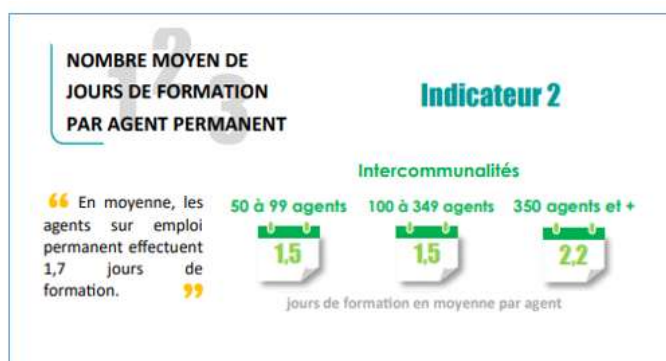 NOMBRE MOYEN DE
JOURS DE FORMATION
PAR AGENT PERMANENT
123
Indicateur 2
Intercommunalités
“ En moyenne, les
agents sur emploi
permanent effectuent
1,7 jours de
formation. ”
50 à 99 agents 100 à 349 agents 350 agents et +
1,5 1,5 2,2
jours de formation en moyenne par agent